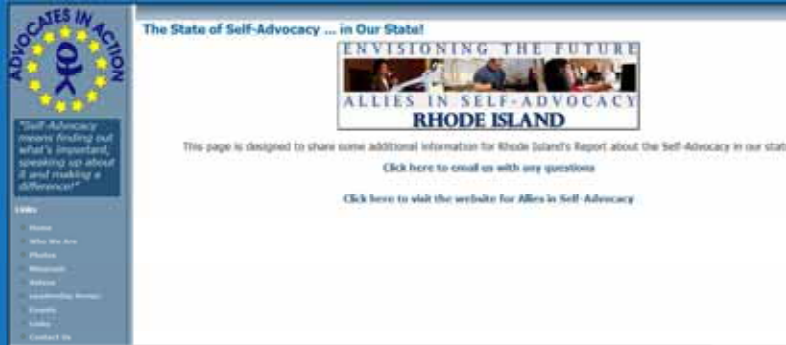 ADVOCATES IN ACTION
"Self-Advocacy
means finding out
what's important,
speaking up about
it and making a
difference!"
Links
Home
Who We Are
Photos
Advice
Leadership Series
Events
Links
Contact Us
The State of Self-Advocacy ... in Our State!
ENVISIONING THE FUTURE
ALLIES IN SELF-ADVOCACY
RHODE ISLAND
This page is designed to share some additional information for Rhode Island's Report about the Self-Advocacy in our stat
Click here to email us with any questions
Click here to visit the website for Allies in Self-Advocacy